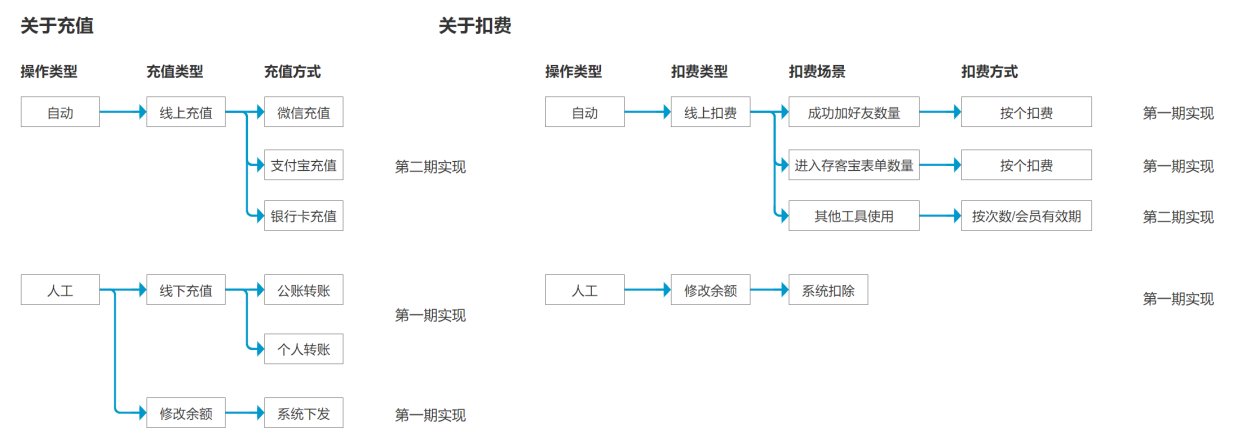 关于充值
操作类型 充值类型 充值方式
自动 线上充值 微信充值
支付宝充值
第二期实现
银行卡充值
人工 线下充值 公账转账
第一期实现
个人转账
修改余额 系统下发
第一期实现
关于扣费
操作类型 扣费类型 扣费场景 扣费方式
自动 线上扣费 成功加好友数量 按个扣费 第一期实现
进入存客宝表单数量 按个扣费 第一期实现
其他工具使用 按次数/会员有效期 第二期实现
人工 修改余额 系统扣除
第一期实现